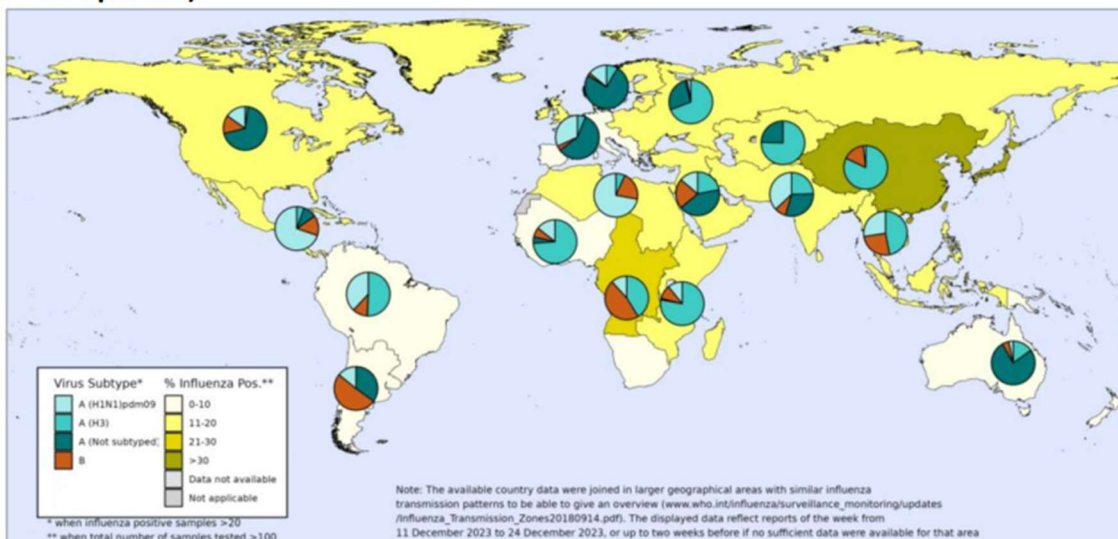 Virus Subtype*
A (H1N1)pdm09
A (H3)
A (Not subtyped)
B
% Influenza Pos.**
0-10
11-20
21-30
>30
Data not available
Not applicable
* when influenza positive samples >20
** when total number of samples tested >100
Note: The available country data were joined in larger geographical areas with similar influenza
transmission patterns to be able to give an overview (www.who.int/influenza/surveillance_monitoring/updates
/Influenza_Transmission_Zones20180914.pdf). The displayed data reflect reports of the week from
11 December 2023 to 24 December 2023, or up to two weeks before if no sufficient data were available for that area